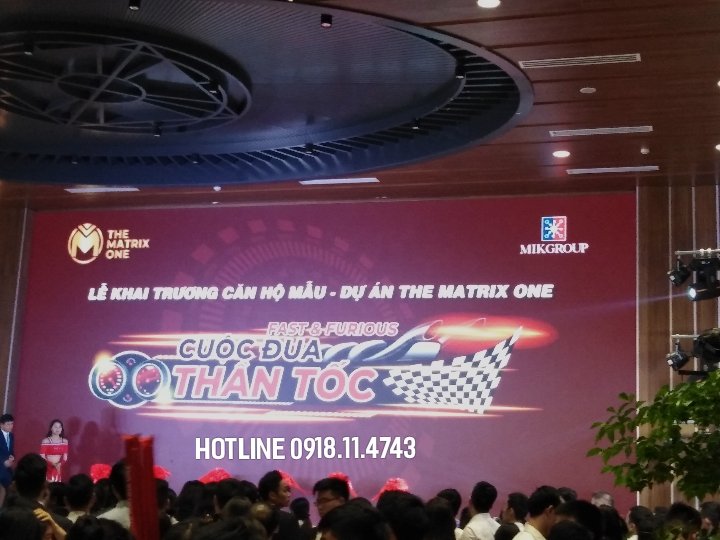 THE
MATRIX
ONE
MIKGROUP
LỄ KHAI TRƯƠNG CĂN HỘ MẪU - DỰ ÁN THE MATRIX ONE
FAST & FURIOUS
CUỘC ĐUA
THẦN TỐC
HOTLINE 0918.11.4743